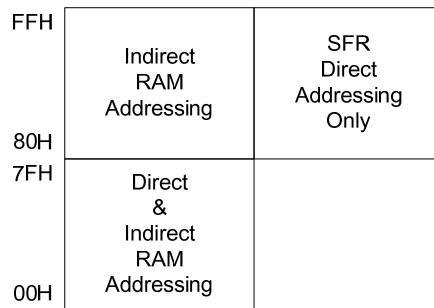 FFH
Indirect
RAM
Addressing
SFR
Direct
Addressing
Only
80H
7FH
Direct
&
Indirect
RAM
Addressing
00H